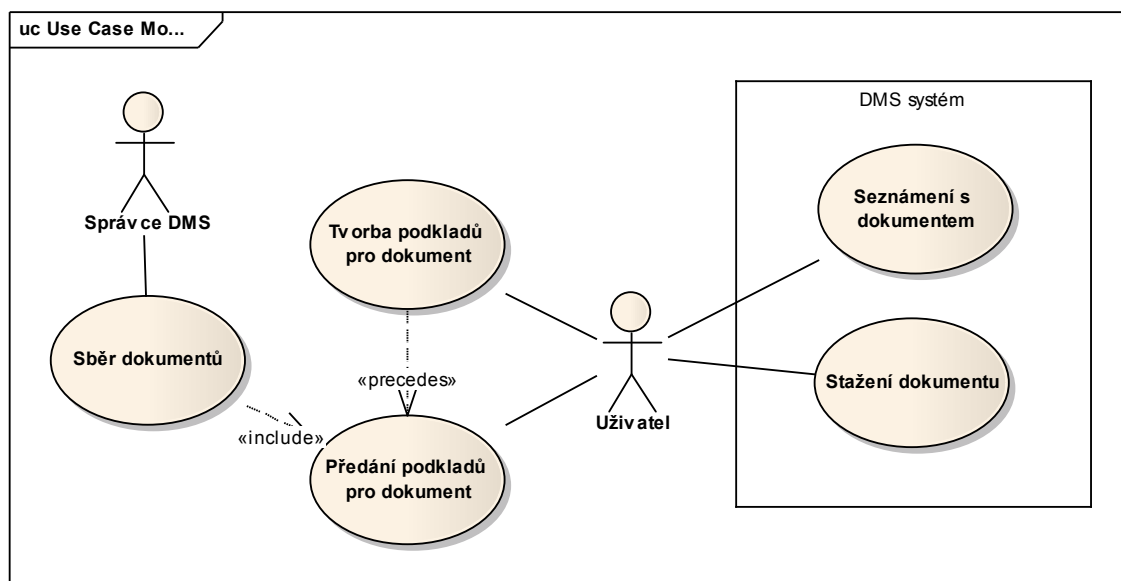 uc Use Case Mo...
DMS systém
Správce DMS
Tvorba podkladů
pro dokument
Seznámení s
dokumentem
Sběr dokumentů
«precedes»
Uživatel
Stažení dokumentu
«include»
Předání podkladů
pro dokument